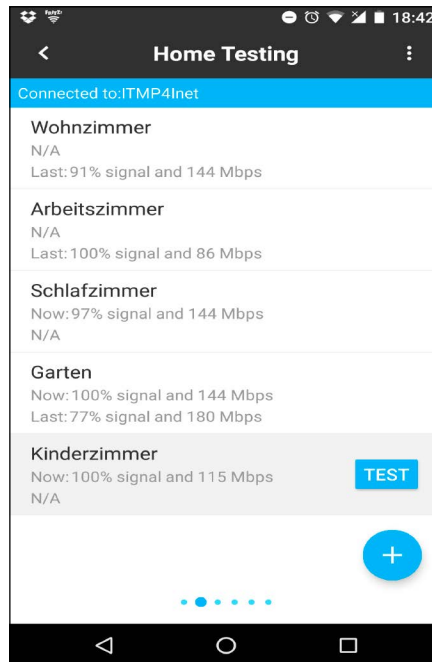 18:42
Home Testing
Connected to:ITMP4Inet
Wohnzimmer
N/A
Last:91% signal and 144 Mbps
Arbeitszimmer
N/A
Last:100% signal and 86 Mbps
Schlafzimmer
Now:97% signal and 144 Mbps
N/A
Garten
Now:100% signal and 144 Mbps
Last:77% signal and 180 Mbps
Kinderzimmer
Now:100% signal and 115 Mbps
TEST
N/A